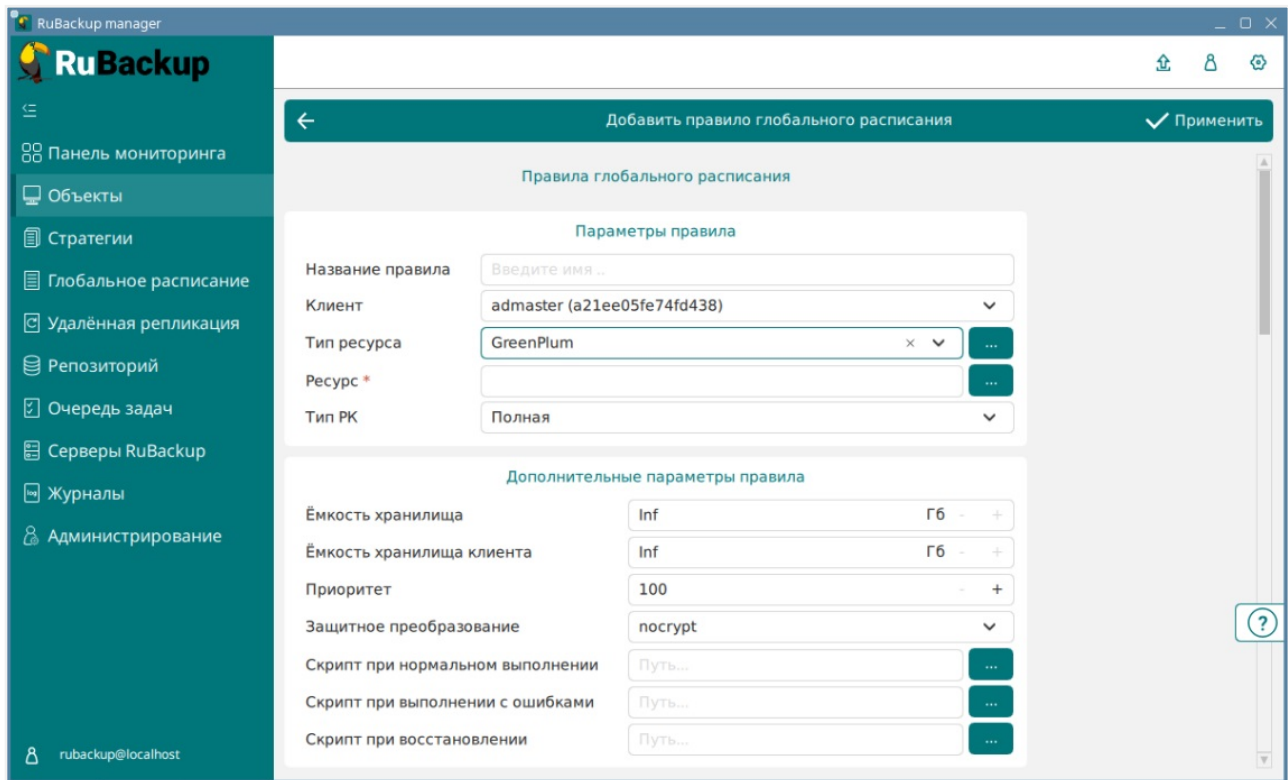 RuBackup manager
RuBackup
Добавить правило глобального расписания
Применить
Панель мониторинга
Объекты
Стратегии
Глобальное расписание
Удалённая репликация
Репозиторий
Очередь задач
Серверы RuBackup
Журналы
Администрирование
rubackup@localhost
Правила глобального расписания
Параметры правила
Название правила Введите имя ..
Клиент admaster (a21ee05fe74fd438)
Тип ресурса GreenPlum × ...
Ресурс * ...
Тип РК Полная
Дополнительные параметры правила
Ёмкость хранилища Inf Гб - +
Ёмкость хранилища клиента Inf Гб - +
Приоритет 100 - +
Защитное преобразование nocrypt
Скрипт при нормальном выполнении Путь... ...
Скрипт при выполнении с ошибками Путь... ...
Скрипт при восстановлении Путь... ...
?